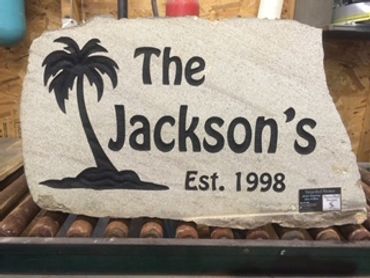 The
Jackson's
Est. 1998